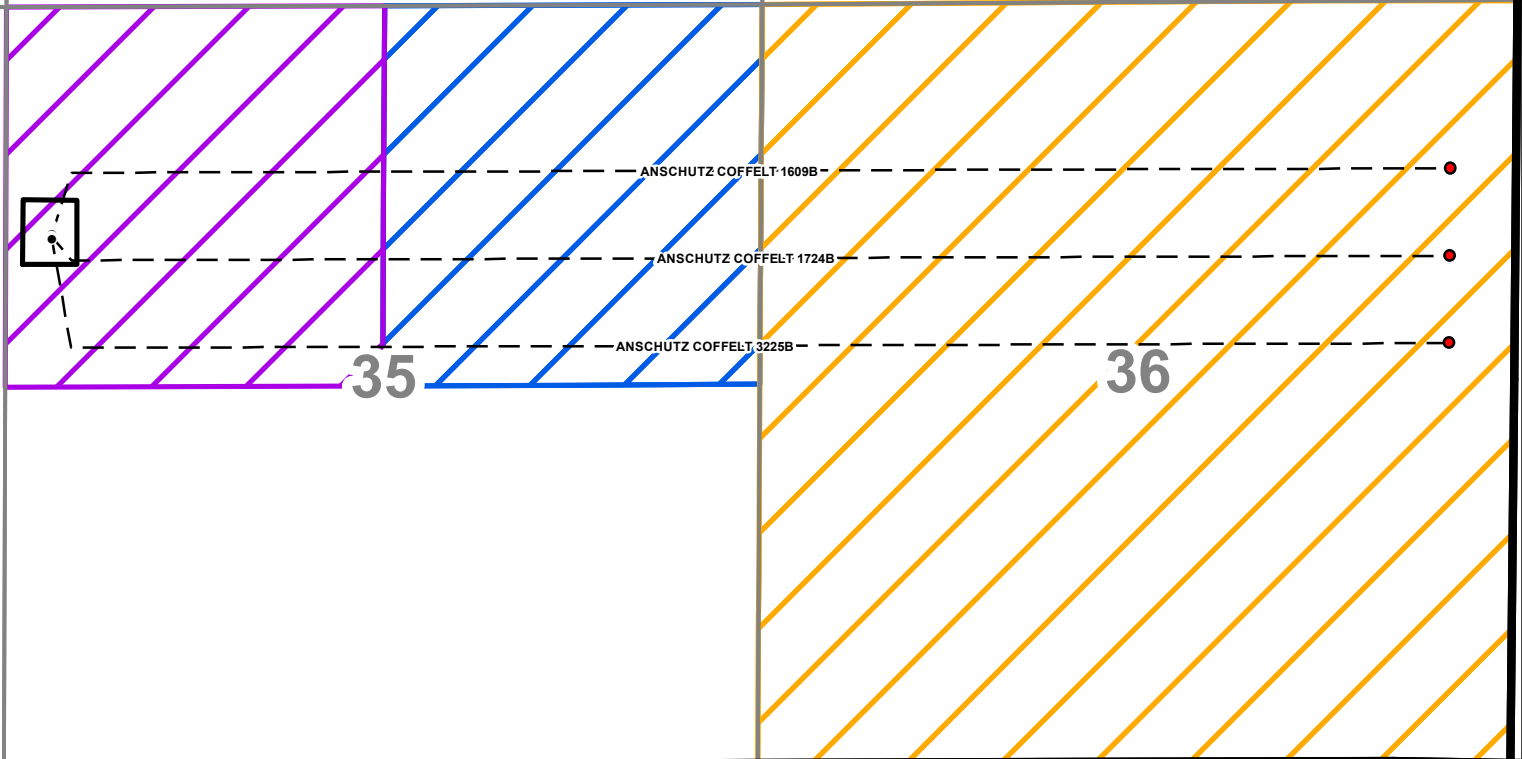 ANSCHUTZ COFFELT 1609B
ANSCHUTZ COFFELT 1724B
ANSCHUTZ COFFELT 3225B
35
36